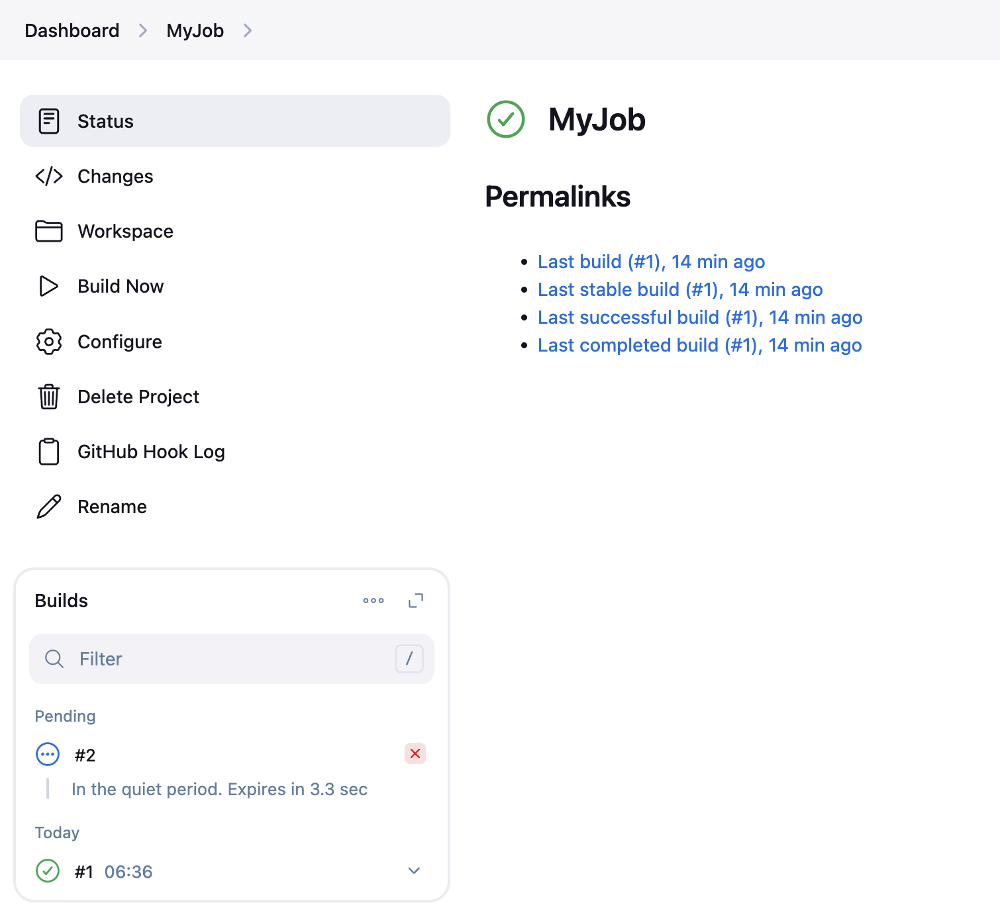 Dashboard > MyJob >
Status
Changes
Workspace
Build Now
Configure
Delete Project
GitHub Hook Log
Rename
Builds
Filter /
Pending
#2
In the quiet period. Expires in 3.3 sec
Today
#1 06:36
MyJob
Permalinks
• Last build (#1), 14 min ago
• Last stable build (#1), 14 min ago
• Last successful build (#1), 14 min ago
• Last completed build (#1), 14 min ago